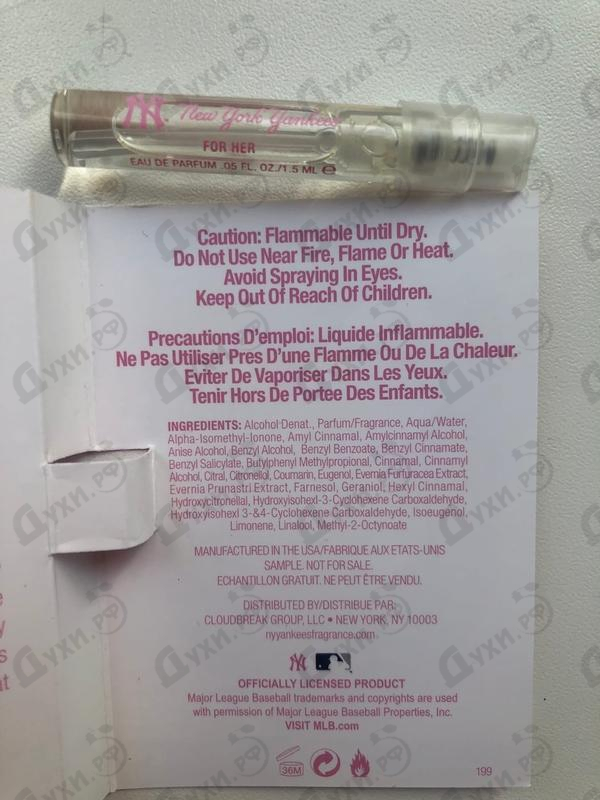 NY New York Yankees
FOR HER
EAU DE PARFUM .05 FL. OZ./1.5 ML ℮
Caution: Flammable Until Dry.
Do Not Use Near Fire, Flame Or Heat.
Avoid Spraying In Eyes.
Keep Out Of Reach Of Children.
Precautions D'emploi: Liquide Inflammable.
Ne Pas Utiliser Pres D'une Flamme Ou De La Chaleur.
Eviter De Vaporiser Dans Les Yeux.
Tenir Hors De Portee Des Enfants.
INGREDIENTS: Alcohol Denat., Parfum/Fragrance, Aqua/Water,
Alpha-Isomethyl-Ionone, Amyl Cinnamal, Amylcinnamyl Alcohol,
Anise Alcohol, Benzyl Alcohol, Benzyl Benzoate, Benzyl Cinnamate,
Benzyl Salicylate, Butylphenyl Methylpropional, Cinnamal, Cinnamyl
Alcohol, Citral, Citronellol, Coumarin, Eugenol, Evernia Furfuracea Extract,
Evernia Prunastri Extract, Farnesol, Geraniol, Hexyl Cinnamal,
Hydroxycitronellal, Hydroxyisohexl-3-Cyclohexene Carboxaldehyde,
Hydroxyisohexl 3-&4-Cyclohexene Carboxaldehyde, Isoeugenol,
Limonene, Linalool, Methyl-2-Octynoate
MANUFACTURED IN THE USA/FABRIQUE AUX ETATS-UNIS
SAMPLE. NOT FOR SALE.
ECHANTILLON GRATUIT. NE PEUT ÊTRE VENDU.
DISTRIBUTED BY/DISTRIBUE PAR:
CLOUDBREAK GROUP, LLC • NEW YORK, NY 10003
nyyankeesfragrance.com
NY
OFFICIALLY LICENSED PRODUCT
Major League Baseball trademarks and copyrights are used
with permission of Major League Baseball Properties, Inc.
VISIT MLB.com
36M
199
Духи.РФ